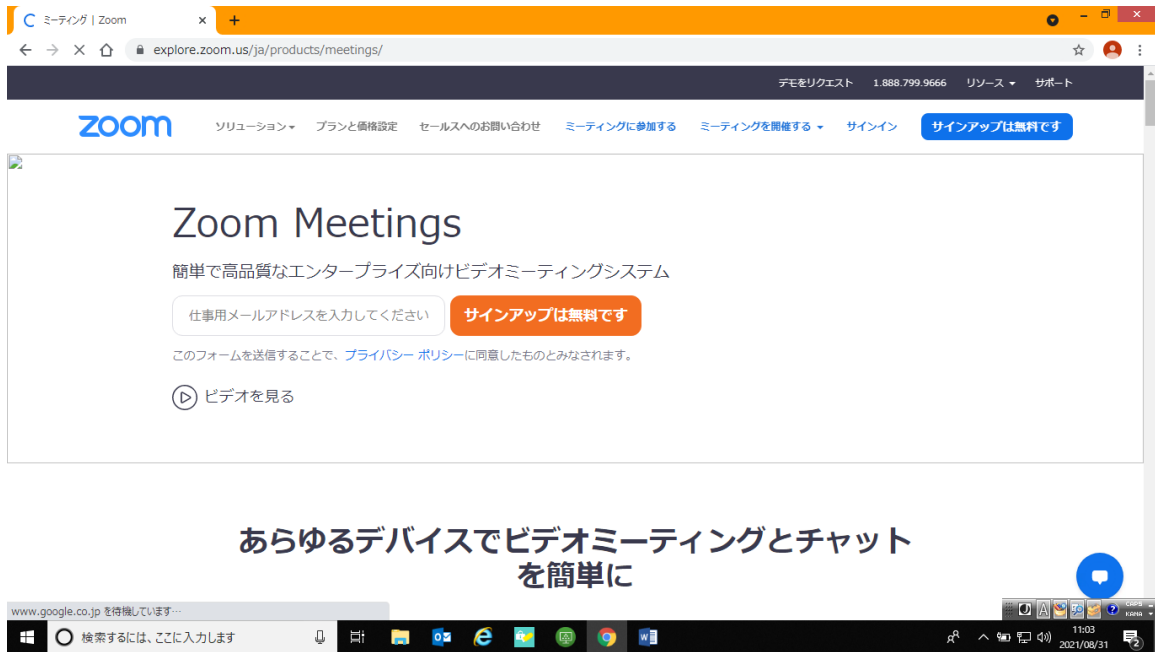 ミーティング | Zoom
explore.zoom.us/ja/products/meetings/
デモをリクエスト 1.888.799.9666 リソース サポート
zoom ソリューション プランと価格設定 セールスへのお問い合わせ ミーティングに参加する ミーティングを開催する サインイン サインアップは無料です
Zoom Meetings
簡単で高品質なエンタープライズ向けビデオミーティングシステム
仕事用メールアドレスを入力してください サインアップは無料です
このフォームを送信することで、プライバシー ポリシーに同意したものとみなされます。
ビデオを見る
あらゆるデバイスでビデオミーティングとチャット
を簡単に
www.google.co.jp を待機しています…
A CAPS
KANA
検索するには、ここに入力します
11:03
2021/08/31
2